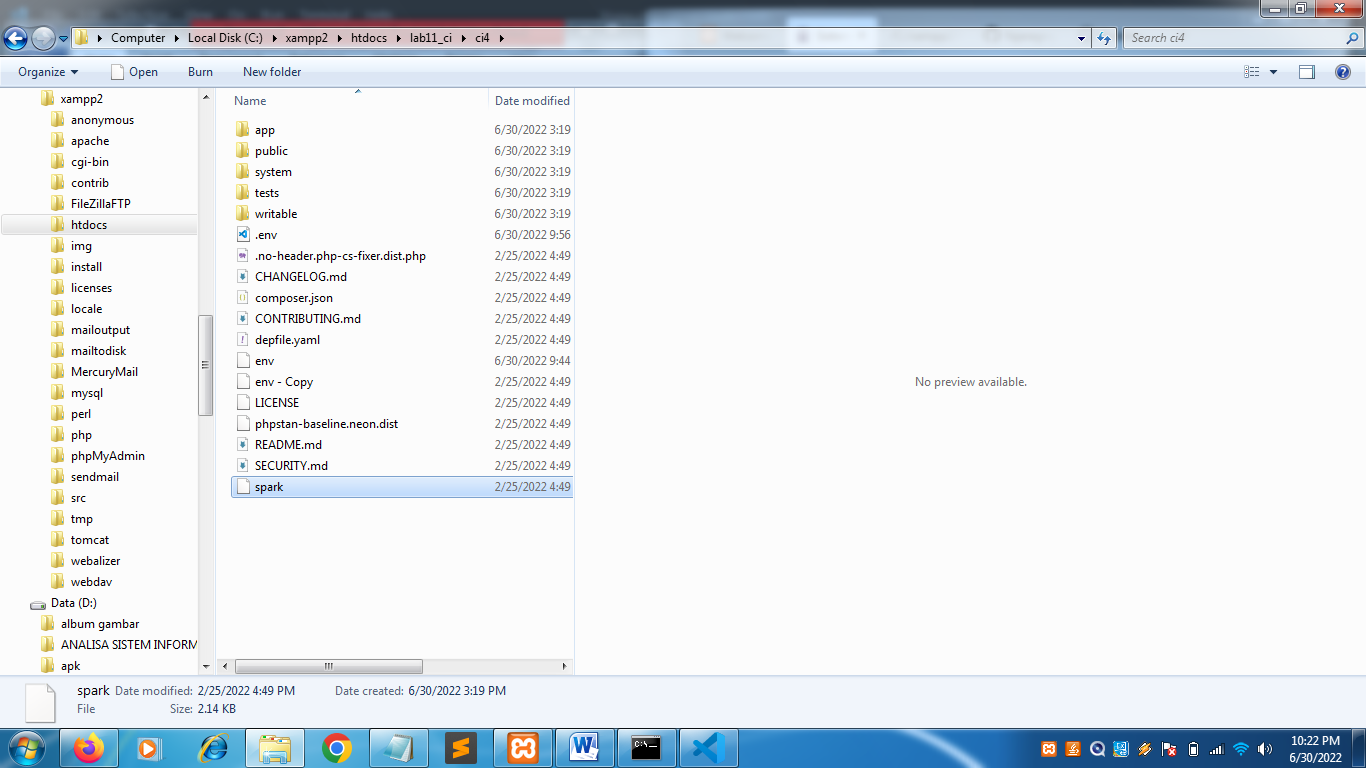 Computer Local Disk (C:) xampp2 htdocs lab11_ci ci4
Search ci4
Organize Open Burn New folder
xampp2
anonymous
apache
cgi-bin
contrib
FileZillaFTP
htdocs
img
install
licenses
locale
mailoutput
mailtodisk
MercuryMail
mysql
perl
php
phpMyAdmin
sendmail
src
tmp
tomcat
webalizer
webdav
Data (D:)
album gambar
ANALISA SISTEM INFORM
apk
Name Date modified
app 6/30/2022 3:19
public 6/30/2022 3:19
system 6/30/2022 3:19
tests 6/30/2022 3:19
writable 6/30/2022 3:19
.env 6/30/2022 9:56
.no-header.php-cs-fixer.dist.php 2/25/2022 4:49
CHANGELOG.md 2/25/2022 4:49
composer.json 2/25/2022 4:49
CONTRIBUTING.md 2/25/2022 4:49
depfile.yaml 2/25/2022 4:49
env 6/30/2022 9:44
env - Copy 2/25/2022 4:49
LICENSE 2/25/2022 4:49
phpstan-baseline.neon.dist 2/25/2022 4:49
README.md 2/25/2022 4:49
SECURITY.md 2/25/2022 4:49
spark 2/25/2022 4:49
No preview available.
spark Date modified: 2/25/2022 4:49 PM Date created: 6/30/2022 3:19 PM
File Size: 2.14 KB
10:22 PM
6/30/2022